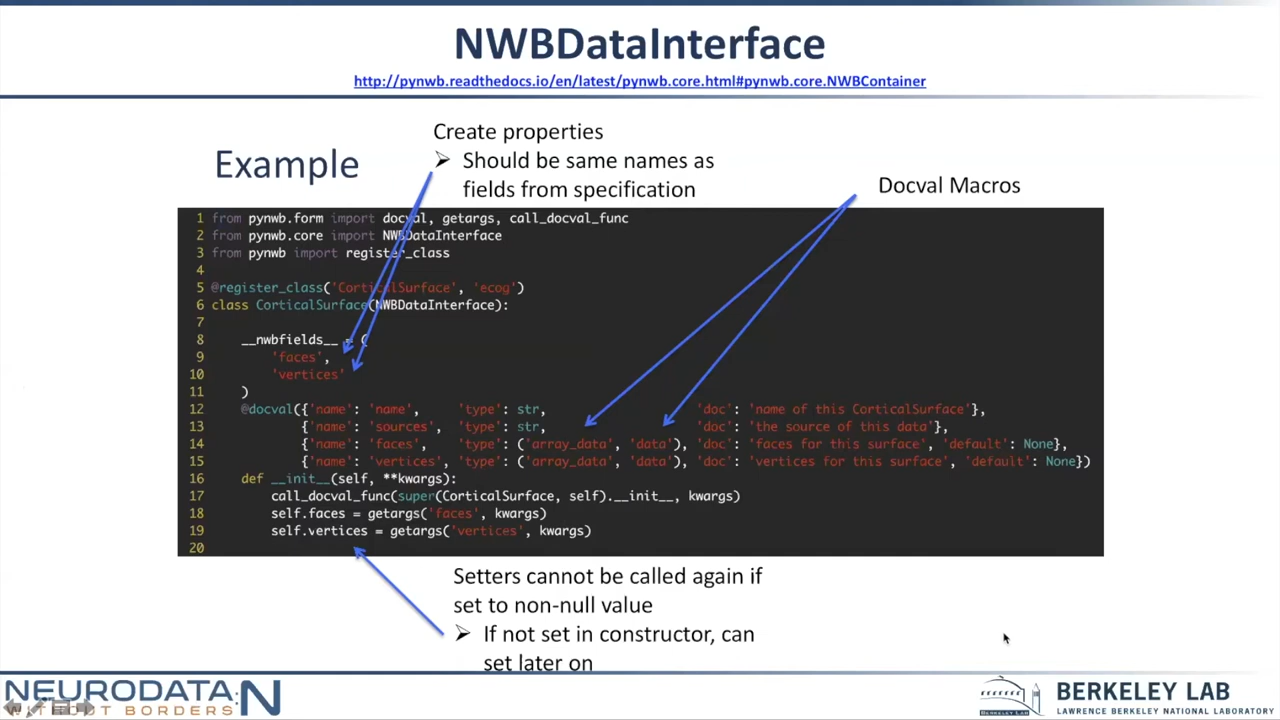 NWBDataInterface
http://pynwb.readthedocs.io/en/latest/pynwb.core.html#pynwb.core.NWBContainer
Create properties
➢ Should be same names as
fields from specification
Example
Docval Macros
1 from pynwb.form import docval, getargs, call_docval_func
2 from pynwb.core import NWBDataInterface
3 from pynwb import register_class
4
5 @register_class('CorticalSurface', 'ecog')
6 class CorticalSurface(NWBDataInterface):
7
8     __nwbfields__ = (
9         'faces',
10         'vertices'
11     )
12     @docval({'name': 'name',     'type': str,                     'doc': 'name of this CorticalSurface'},
13             {'name': 'sources',  'type': str,                     'doc': 'the source of this data'},
14             {'name': 'faces',    'type': ('array_data', 'data'), 'doc': 'faces for this surface', 'default': None},
15             {'name': 'vertices', 'type': ('array_data', 'data'), 'doc': 'vertices for this surface', 'default': None})
16     def __init__(self, **kwargs):
17         call_docval_func(super(CorticalSurface, self).__init__, kwargs)
18         self.faces = getargs('faces', kwargs)
19         self.vertices = getargs('vertices', kwargs)
20
Setters cannot be called again if
set to non-null value
➢ If not set in constructor, can
set later on
NEURODATA N
WITHOUT BORDERS
BERKELEY LAB
BERKELEY LAB
LAWRENCE BERKELEY NATIONAL LABORATORY